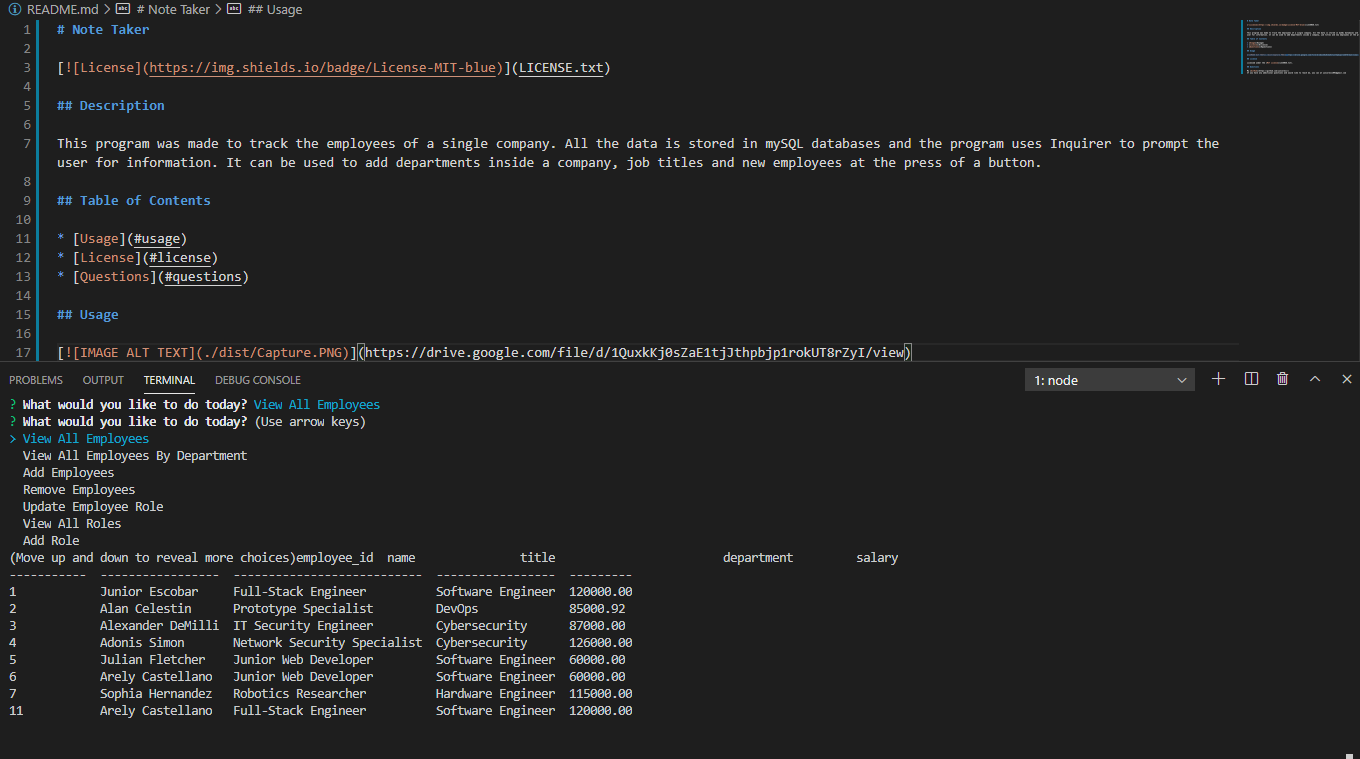 README.md > # Note Taker > ## Usage
1 # Note Taker
2
3 [![License](https://img.shields.io/badge/License-MIT-blue)](LICENSE.txt)
4
5 ## Description
6
7 This program was made to track the employees of a single company. All the data is stored in mySQL databases and the program uses Inquirer to prompt the
user for information. It can be used to add departments inside a company, job titles and new employees at the press of a button.
8
9 ## Table of Contents
10
11 * [Usage](#usage)
12 * [License](#license)
13 * [Questions](#questions)
14
15 ## Usage
16
17 [![IMAGE ALT TEXT](./dist/Capture.PNG)](https://drive.google.com/file/d/1QuxkKj0sZaE1tjJthpbjp1rokUT8rZyI/view)
PROBLEMS OUTPUT TERMINAL DEBUG CONSOLE 1: node
? What would you like to do today? View All Employees
? What would you like to do today? (Use arrow keys)
> View All Employees
View All Employees By Department
Add Employees
Remove Employees
Update Employee Role
View All Roles
Add Role
(Move up and down to reveal more choices)employee_id name title department salary
----------- ----------------- --------------------------- ----------------- ---------
1 Junior Escobar Full-Stack Engineer Software Engineer 120000.00
2 Alan Celestin Prototype Specialist DevOps 85000.92
3 Alexander DeMilli IT Security Engineer Cybersecurity 87000.00
4 Adonis Simon Network Security Specialist Cybersecurity 126000.00
5 Julian Fletcher Junior Web Developer Software Engineer 60000.00
6 Arely Castellano Junior Web Developer Software Engineer 60000.00
7 Sophia Hernandez Robotics Researcher Hardware Engineer 115000.00
11 Arely Castellano Full-Stack Engineer Software Engineer 120000.00